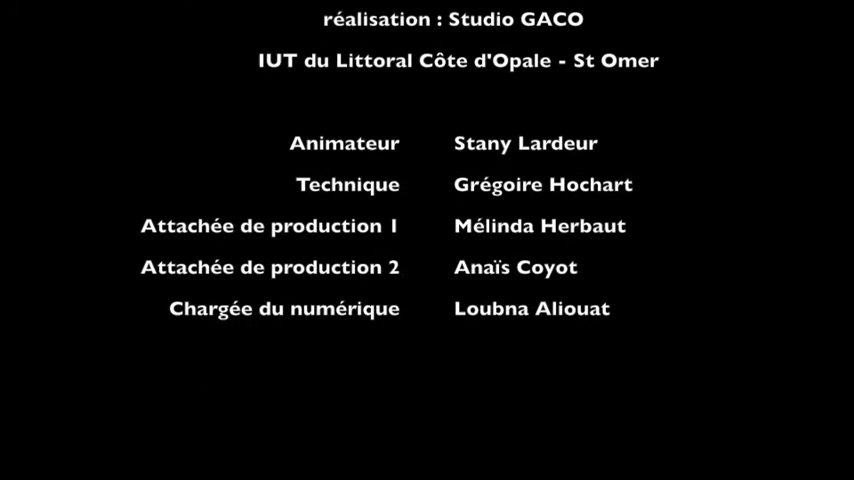 réalisation : Studio GACO
IUT du Littoral Côte d'Opale - St Omer
Animateur Stany Lardeur
Technique Grégoire Hochart
Attachée de production 1 Mélinda Herbaut
Attachée de production 2 Anaïs Coyot
Chargée du numérique Loubna Aliouat